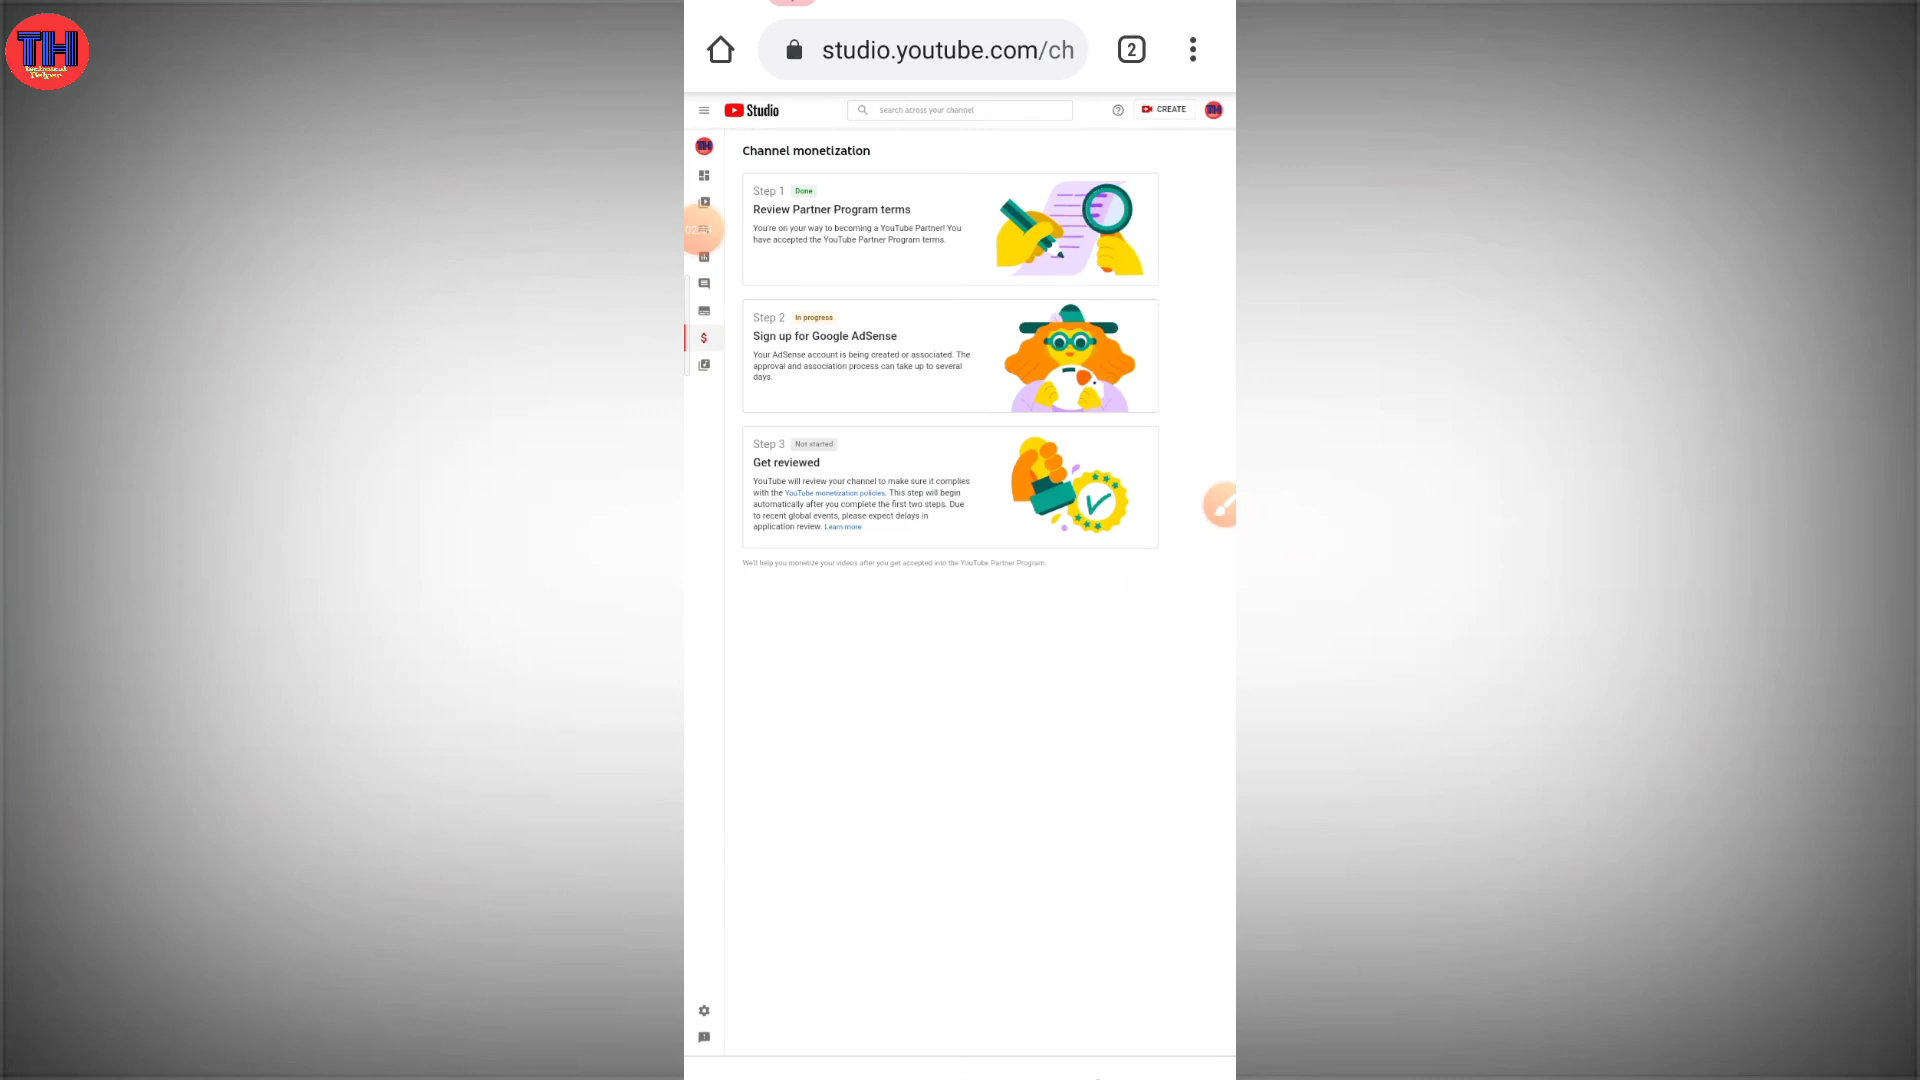 TH
Technical
Helper
studio.youtube.com/ch
2
Studio
Search across your channel
CREATE
TH
TH
Channel monetization
Step 1 Done
Review Partner Program terms
You're on your way to becoming a YouTube Partner! You
have accepted the YouTube Partner Program terms.
Step 2 In progress
Sign up for Google AdSense
Your AdSense account is being created or associated. The
approval and association process can take up to several
days.
Step 3 Not started
Get reviewed
YouTube will review your channel to make sure it complies
with the YouTube monetization policies. This step will begin
automatically after you complete the first two steps. Due
to recent global events, please expect delays in
application review. Learn more
We'll help you monetize your videos after you get accepted into the YouTube Partner Program.